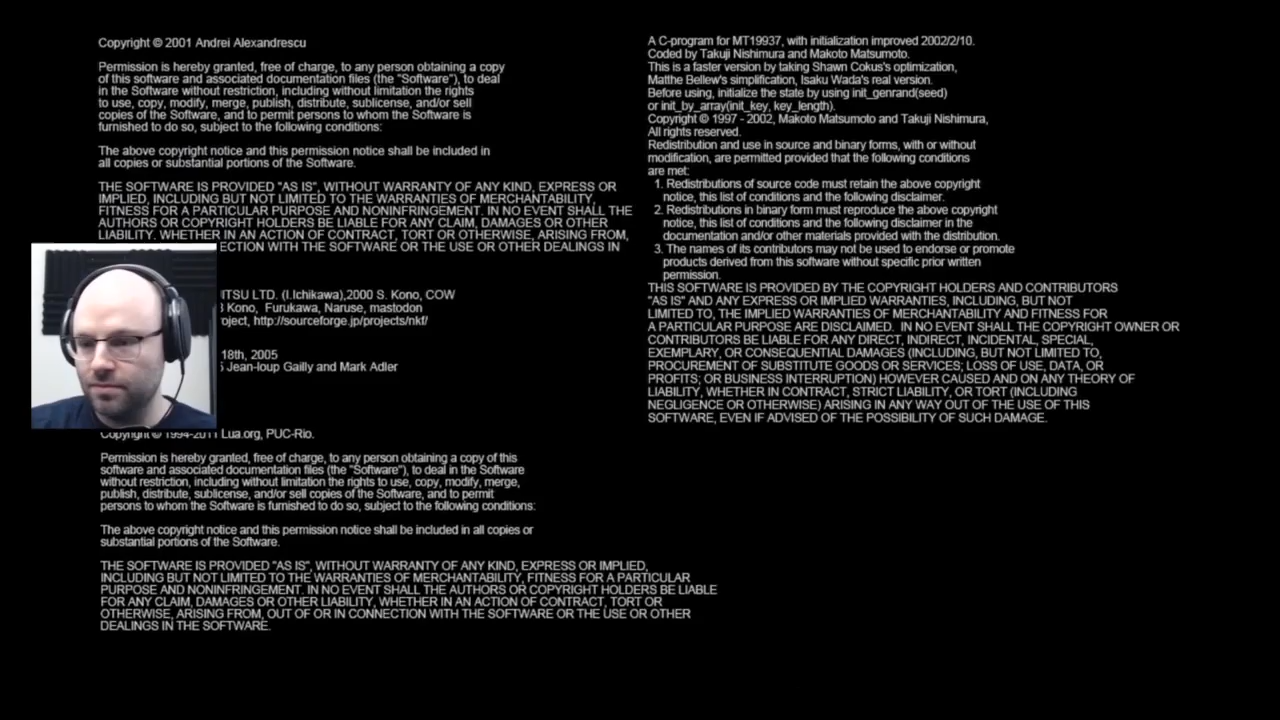 Copyright © 2001 Andrei Alexandrescu
Permission is hereby granted, free of charge, to any person obtaining a copy
of this software and associated documentation files (the "Software"), to deal
in the Software without restriction, including without limitation the rights
to use, copy, modify, merge, publish, distribute, sublicense, and/or sell
copies of the Software, and to permit persons to whom the Software is
furnished to do so, subject to the following conditions:
The above copyright notice and this permission notice shall be included in
all copies or substantial portions of the Software.
THE SOFTWARE IS PROVIDED "AS IS", WITHOUT WARRANTY OF ANY KIND, EXPRESS OR
IMPLIED, INCLUDING BUT NOT LIMITED TO THE WARRANTIES OF MERCHANTABILITY,
FITNESS FOR A PARTICULAR PURPOSE AND NONINFRINGEMENT. IN NO EVENT SHALL THE
AUTHORS OR COPYRIGHT HOLDERS BE LIABLE FOR ANY CLAIM, DAMAGES OR OTHER
LIABILITY, WHETHER IN AN ACTION OF CONTRACT, TORT OR OTHERWISE, ARISING FROM,
WITH THE SOFTWARE OR THE USE OR OTHER DEALINGS IN
LTD. (I.Ichikawa),2000 S. Kono, COW
Kono, Furukawa, Naruse, mastodon
http://sourceforge.jp/projects/nkf/
18th, 2005
Jean-loup Gailly and Mark Adler
Copyright © 1994-2011 Lua.org, PUC-Rio.
Permission is hereby granted, free of charge, to any person obtaining a copy of this
software and associated documentation files (the "Software"), to deal in the Software
without restriction, including without limitation the rights to use, copy, modify, merge,
publish, distribute, sublicense, and/or sell copies of the Software, and to permit
persons to whom the Software is furnished to do so, subject to the following conditions:
The above copyright notice and this permission notice shall be included in all copies or
substantial portions of the Software.
THE SOFTWARE IS PROVIDED "AS IS", WITHOUT WARRANTY OF ANY KIND, EXPRESS OR IMPLIED,
INCLUDING BUT NOT LIMITED TO THE WARRANTIES OF MERCHANTABILITY, FITNESS FOR A PARTICULAR
PURPOSE AND NONINFRINGEMENT. IN NO EVENT SHALL THE AUTHORS OR COPYRIGHT HOLDERS BE LIABLE
FOR ANY CLAIM, DAMAGES OR OTHER LIABILITY, WHETHER IN AN ACTION OF CONTRACT, TORT OR
OTHERWISE, ARISING FROM, OUT OF OR IN CONNECTION WITH THE SOFTWARE OR THE USE OR OTHER
DEALINGS IN THE SOFTWARE.
A C-program for MT19937, with initialization improved 2002/2/10.
Coded by Takuji Nishimura and Makoto Matsumoto.
This is a faster version by taking Shawn Cokus's optimization,
Matthe Bellew's simplification, Isaku Wada's real version.
Before using, initialize the state by using init_genrand(seed)
or init_by_array(init_key, key_length).
Copyright © 1997 - 2002, Makoto Matsumoto and Takuji Nishimura,
All rights reserved.
Redistribution and use in source and binary forms, with or without
modification, are permitted provided that the following conditions
are met:
1. Redistributions of source code must retain the above copyright
notice, this list of conditions and the following disclaimer.
2. Redistributions in binary form must reproduce the above copyright
notice, this list of conditions and the following disclaimer in the
documentation and/or other materials provided with the distribution.
3. The names of its contributors may not be used to endorse or promote
products derived from this software without specific prior written
permission.
THIS SOFTWARE IS PROVIDED BY THE COPYRIGHT HOLDERS AND CONTRIBUTORS
"AS IS" AND ANY EXPRESS OR IMPLIED WARRANTIES, INCLUDING, BUT NOT
LIMITED TO, THE IMPLIED WARRANTIES OF MERCHANTABILITY AND FITNESS FOR
A PARTICULAR PURPOSE ARE DISCLAIMED. IN NO EVENT SHALL THE COPYRIGHT OWNER OR
CONTRIBUTORS BE LIABLE FOR ANY DIRECT, INDIRECT, INCIDENTAL, SPECIAL,
EXEMPLARY, OR CONSEQUENTIAL DAMAGES (INCLUDING, BUT NOT LIMITED TO,
PROCUREMENT OF SUBSTITUTE GOODS OR SERVICES; LOSS OF USE, DATA, OR
PROFITS; OR BUSINESS INTERRUPTION) HOWEVER CAUSED AND ON ANY THEORY OF
LIABILITY, WHETHER IN CONTRACT, STRICT LIABILITY, OR TORT (INCLUDING
NEGLIGENCE OR OTHERWISE) ARISING IN ANY WAY OUT OF THE USE OF THIS
SOFTWARE, EVEN IF ADVISED OF THE POSSIBILITY OF SUCH DAMAGE.